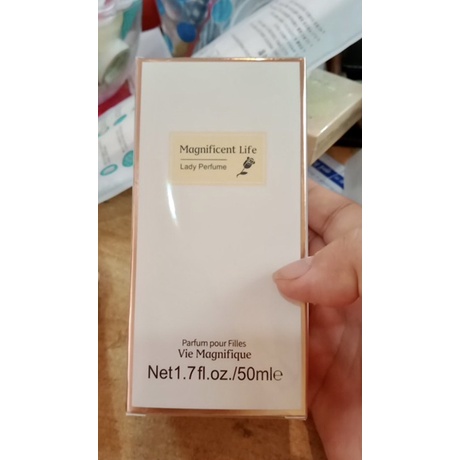 Magnificent Life
Lady Perfume
Parfum pour Filles
Vie Magnifique
Net1.7fl.oz./50ml℮